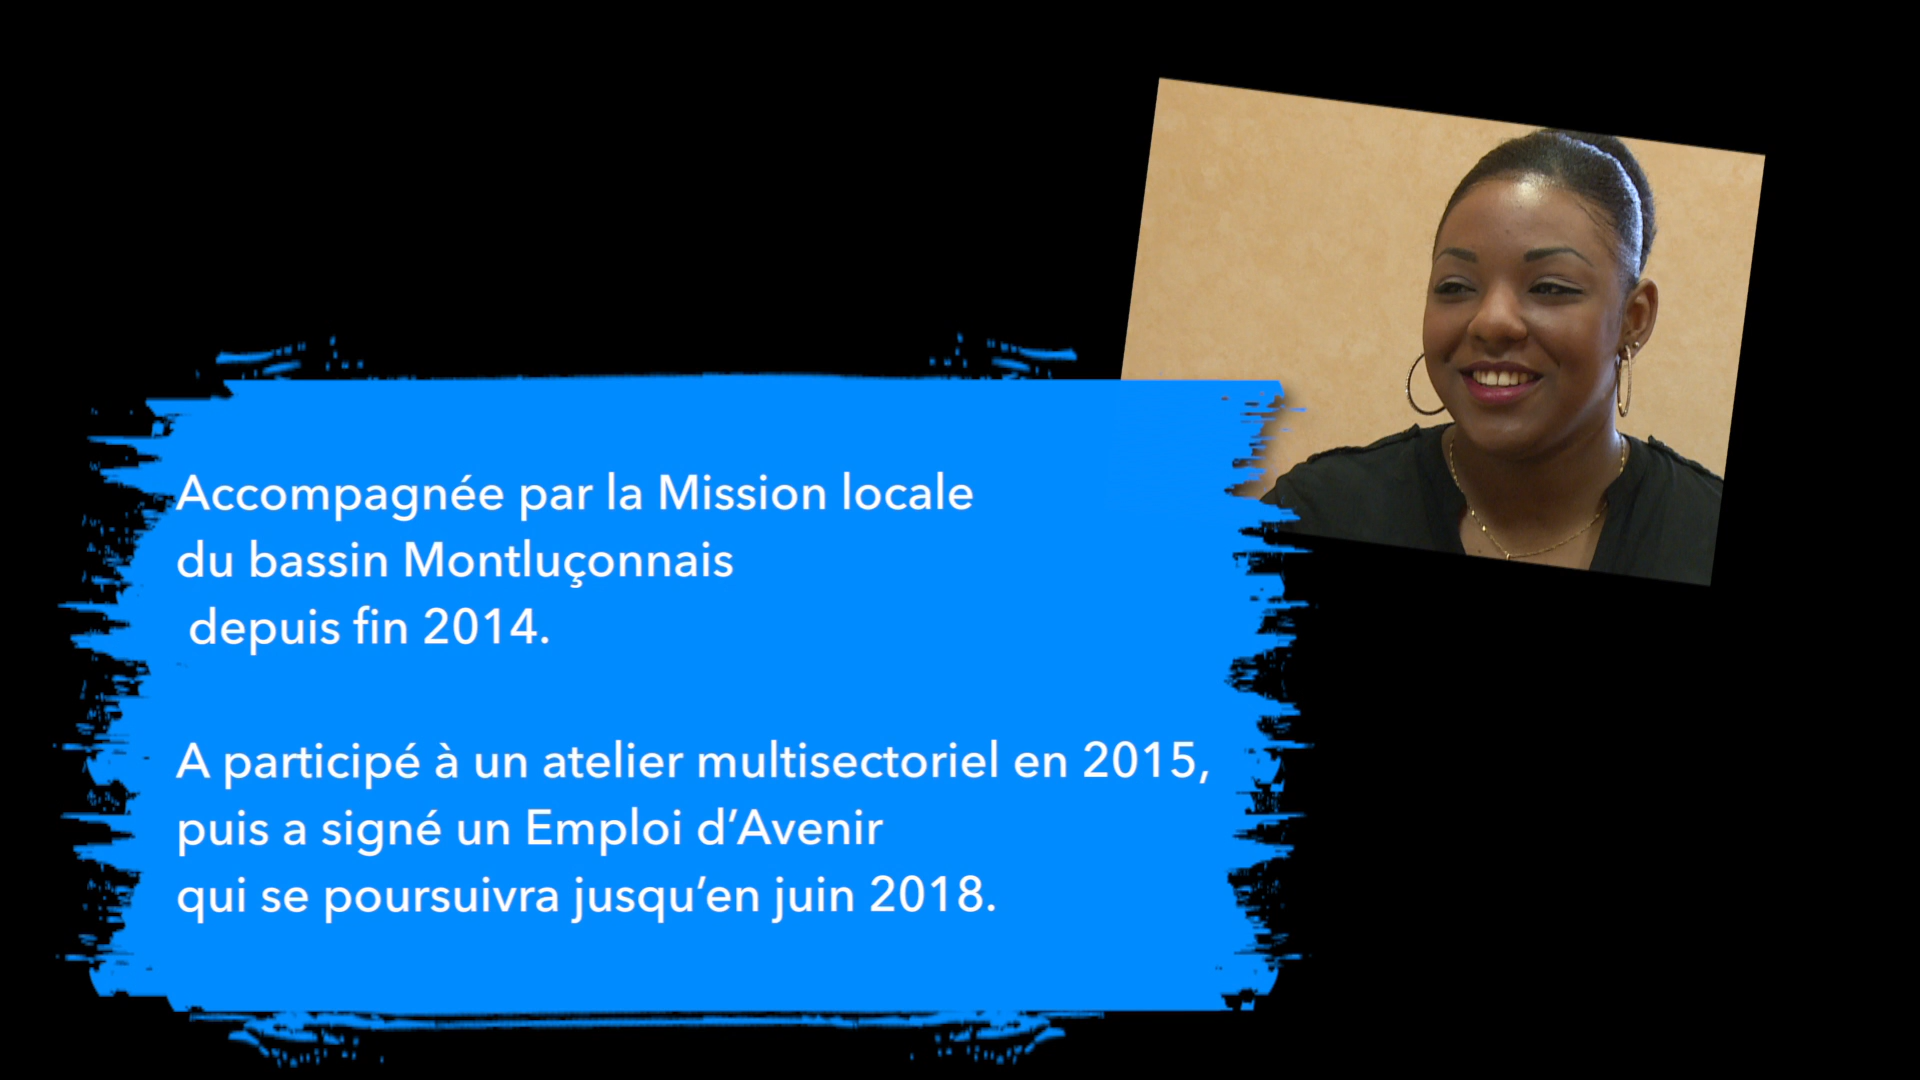 Accompagnée par la Mission locale
du bassin Montluçonnais
depuis fin 2014.
A participé à un atelier multisectoriel en 2015,
puis a signé un Emploi d’Avenir
qui se poursuivra jusqu’en juin 2018.